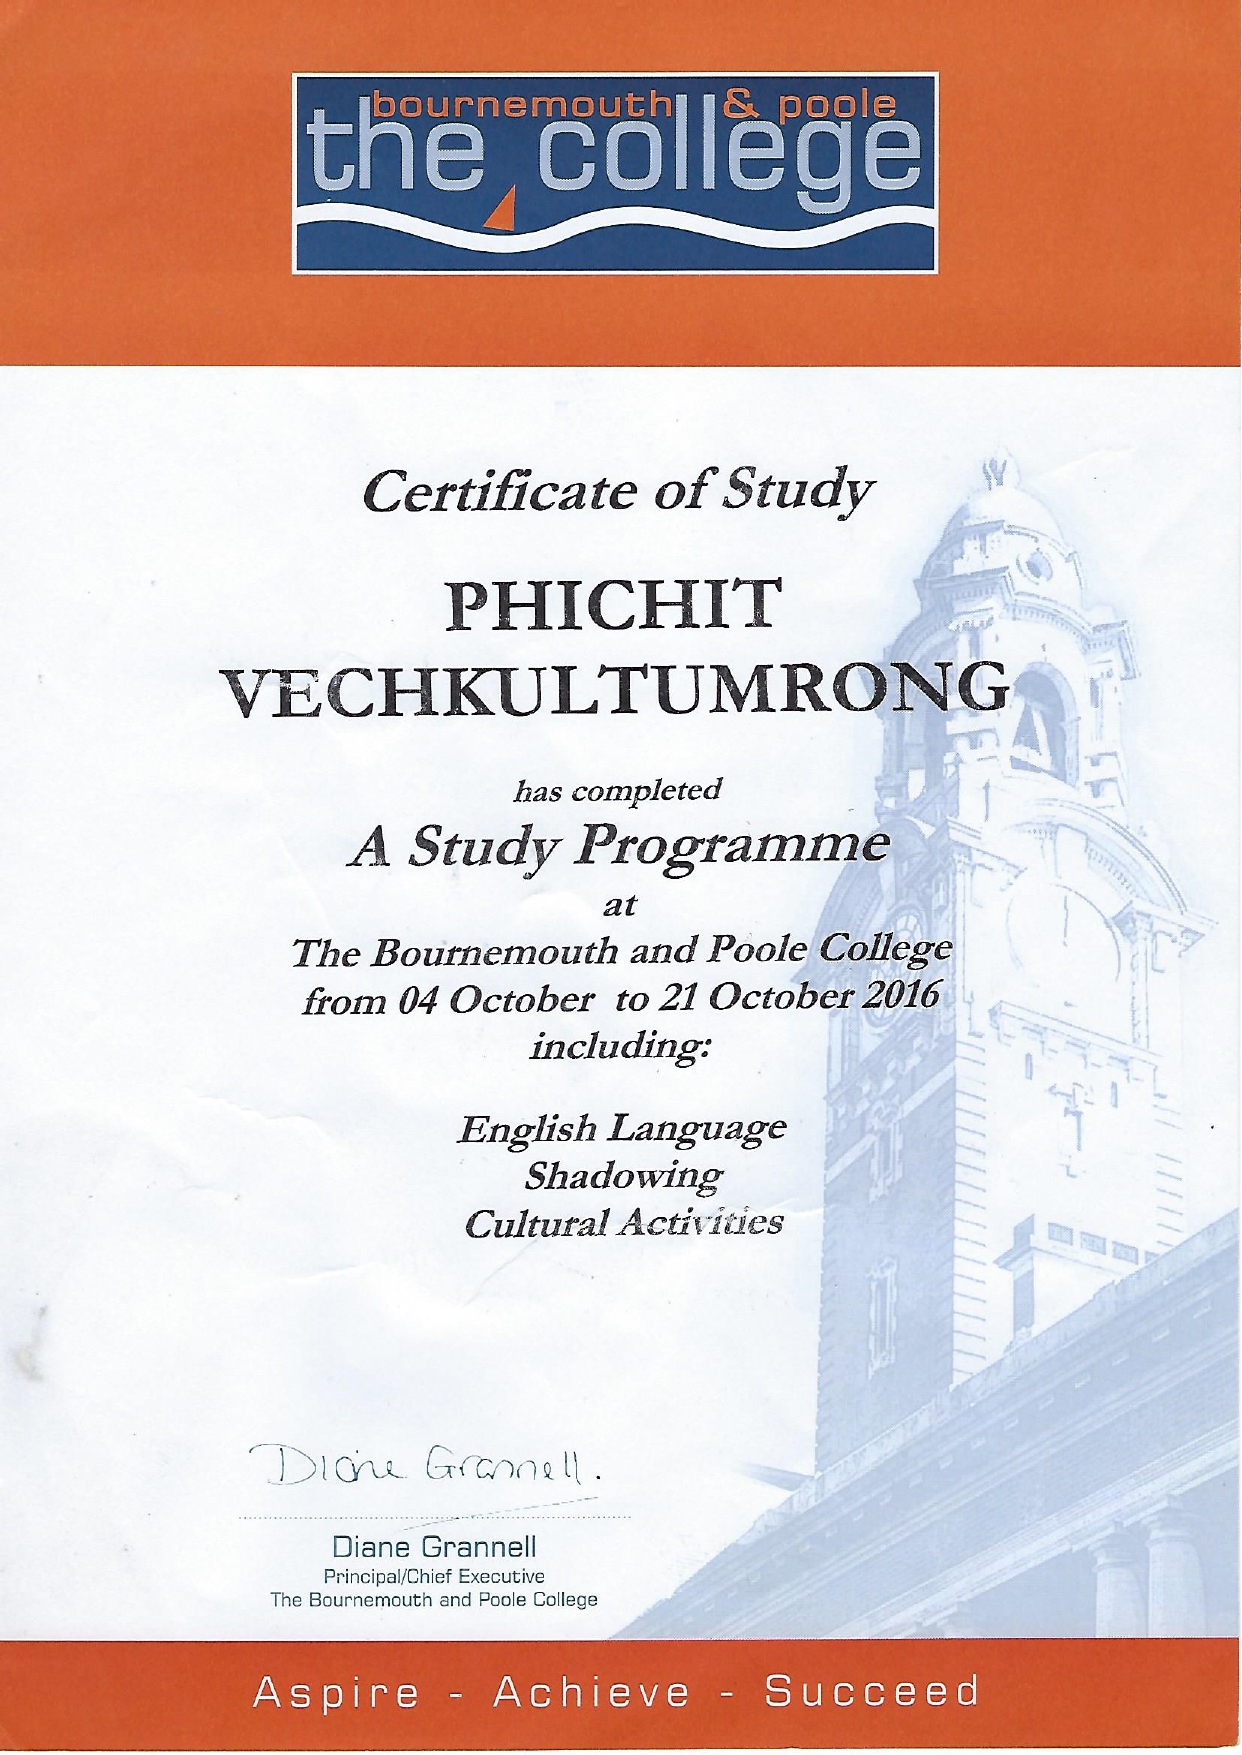 bournemouth & poole
the college
Certificate of Study
PHICHIT
VECHKULTUMRONG
has completed
A Study Programme
at
The Bournemouth and Poole College
from 04 October to 21 October 2016
including:
English Language
Shadowing
Cultural Activities
Diane Grannell.
Diane Grannell
Principal/Chief Executive
The Bournemouth and Poole College
Aspire - Achieve - Succeed